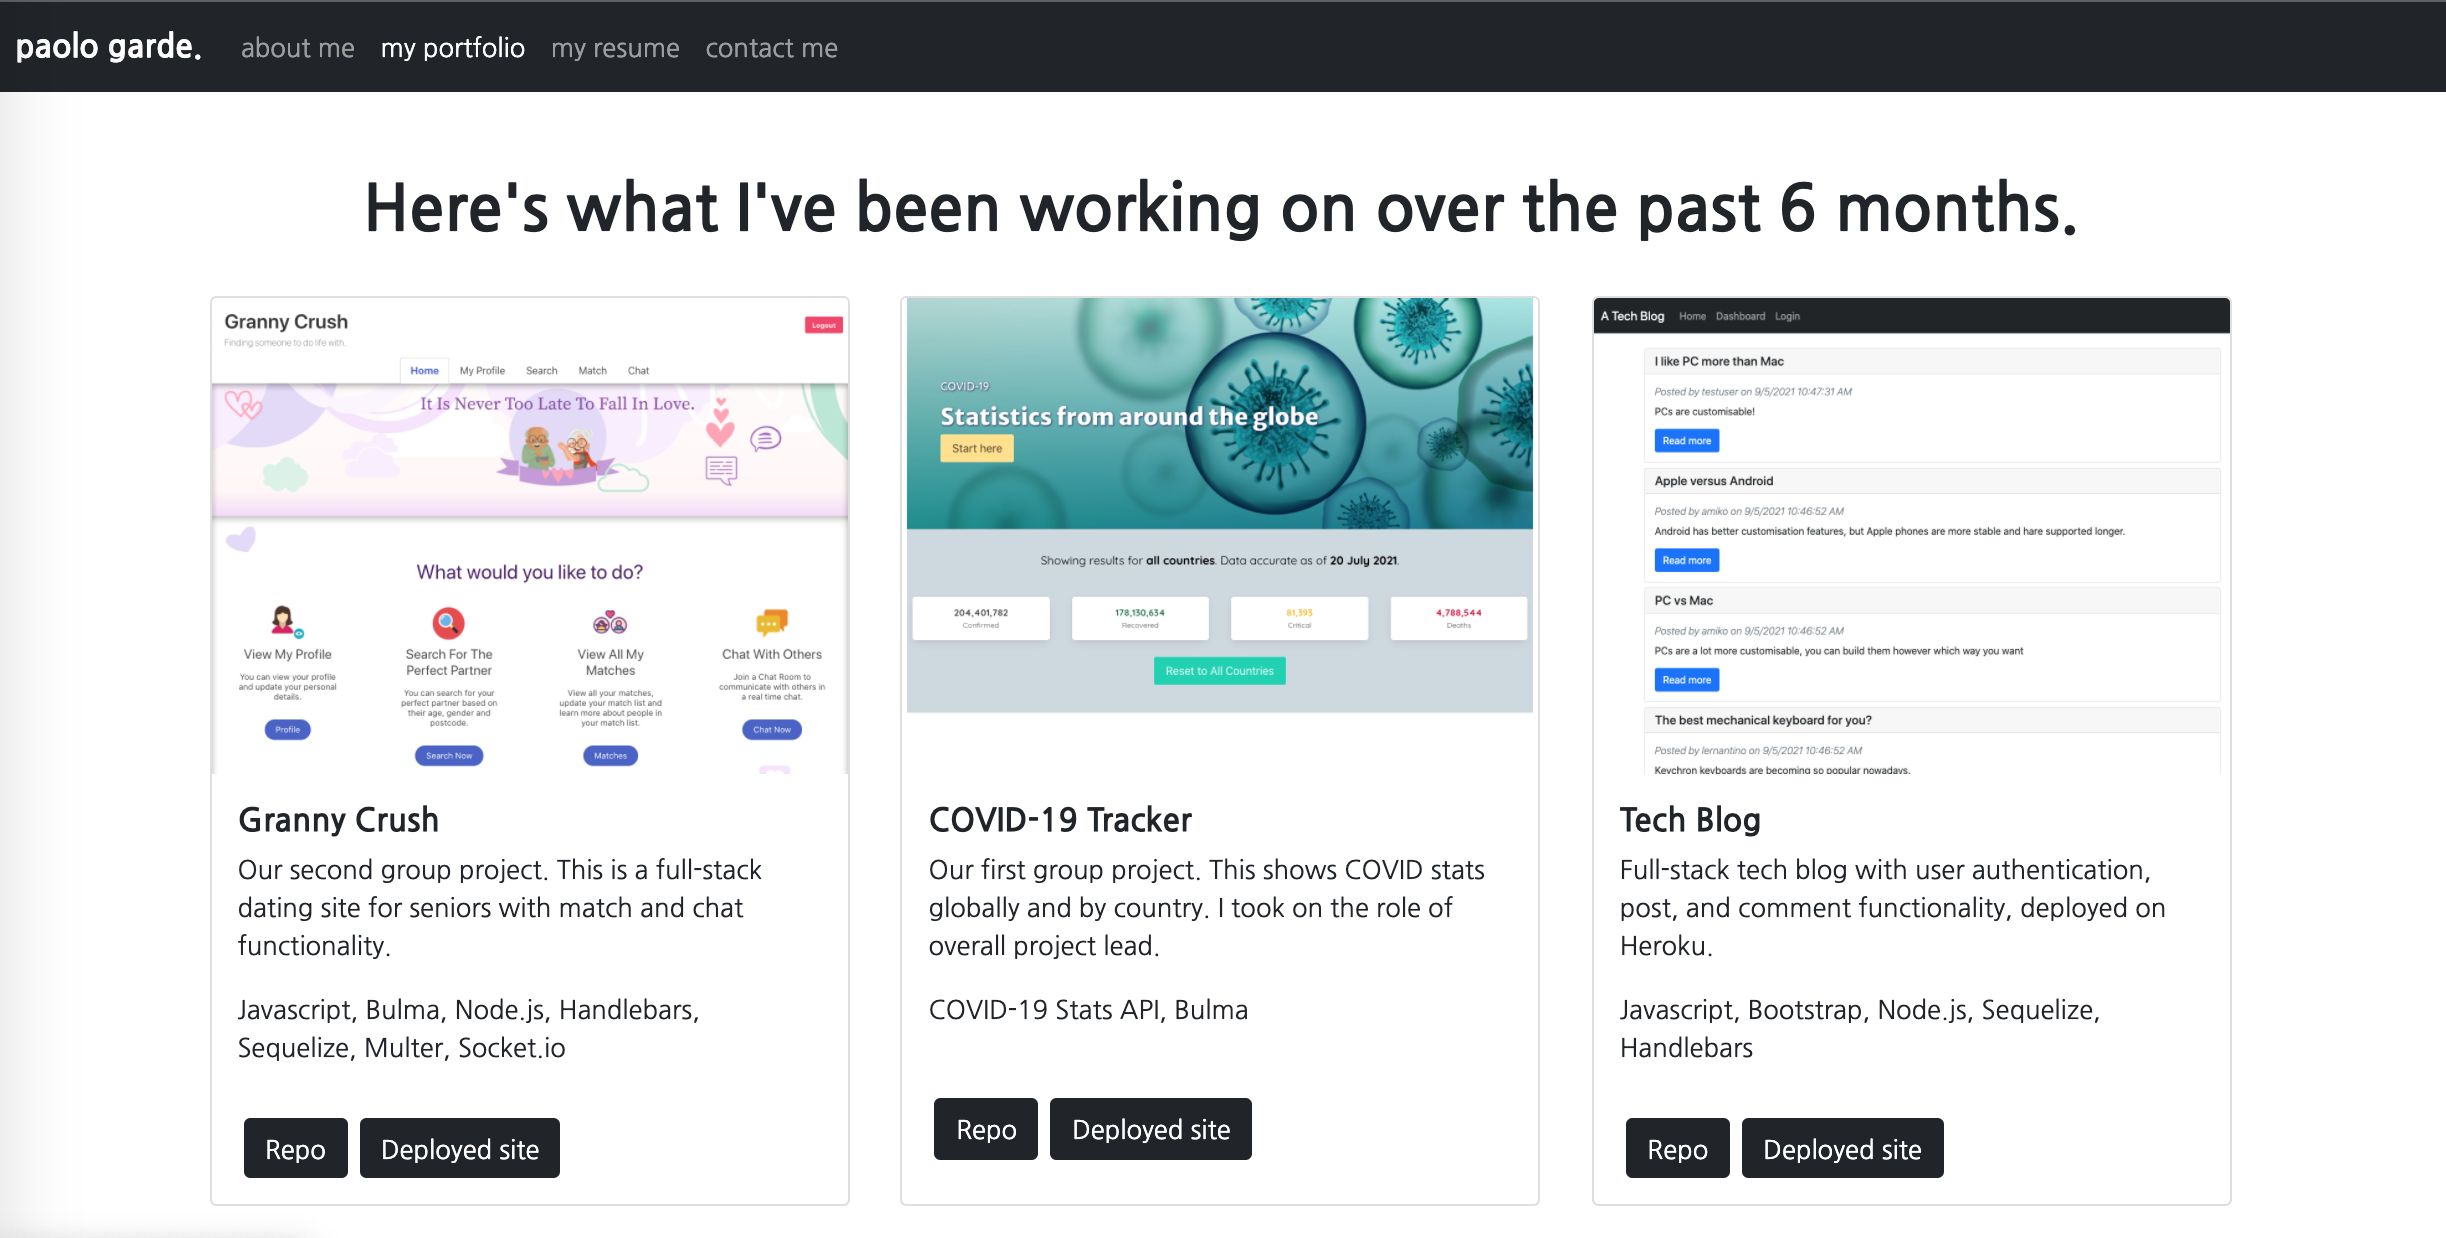 paolo garde. about me my portfolio my resume contact me
Here's what I've been working on over the past 6 months.
Granny Crush
Logout
Finding someone to do life with.
Home My Profile Search Match Chat
It Is Never Too Late To Fall In Love.
What would you like to do?
View My Profile
You can view your profile
and update your personal
details.
Profile
Search For The
Perfect Partner
You can search for your
perfect partner based on
their age, gender and
postcode.
Search Now
View All My
Matches
View all your matches,
update your match list and
learn more about people in
your match list.
Matches
Chat With Others
Join a Chat Room to
communicate with others in
a real time chat.
Chat Now
Granny Crush
Our second group project. This is a full-stack
dating site for seniors with match and chat
functionality.
Javascript, Bulma, Node.js, Handlebars,
Sequelize, Multer, Socket.io
Repo Deployed site
COVID-19
Statistics from around the globe
Start here
Showing results for all countries. Data accurate as of 20 July 2021.
204,401,782
Confirmed
178,130,634
Recovered
81,393
Critical
4,788,544
Deaths
Reset to All Countries
COVID-19 Tracker
Our first group project. This shows COVID stats
globally and by country. I took on the role of
overall project lead.
COVID-19 Stats API, Bulma
Repo Deployed site
A Tech Blog Home Dashboard Login
I like PC more than Mac
Posted by testuser on 9/5/2021 10:47:31 AM
PCs are customisable!
Read more
Apple versus Android
Posted by amiko on 9/5/2021 10:46:52 AM
Android has better customisation features, but Apple phones are more stable and hare supported longer.
Read more
PC vs Mac
Posted by amiko on 9/5/2021 10:46:52 AM
PCs are a lot more customisable, you can build them however which way you want
Read more
The best mechanical keyboard for you?
Posted by lernantino on 9/5/2021 10:46:52 AM
Keychron keyboards are becoming so popular nowadays.
Tech Blog
Full-stack tech blog with user authentication,
post, and comment functionality, deployed on
Heroku.
Javascript, Bootstrap, Node.js, Sequelize,
Handlebars
Repo Deployed site